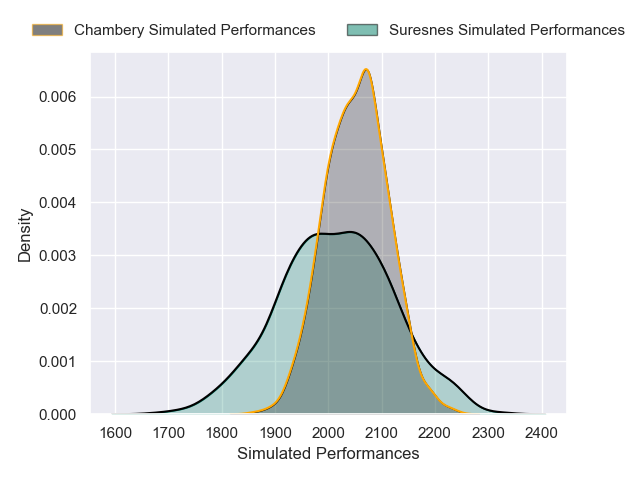 Chambery Simulated Performances
Suresnes Simulated Performances
0.006
0.005
0.004
0.003
0.002
0.001
0.000
Density
1600 1700 1800 1900 2000 2100 2200 2300 2400
Simulated Performances